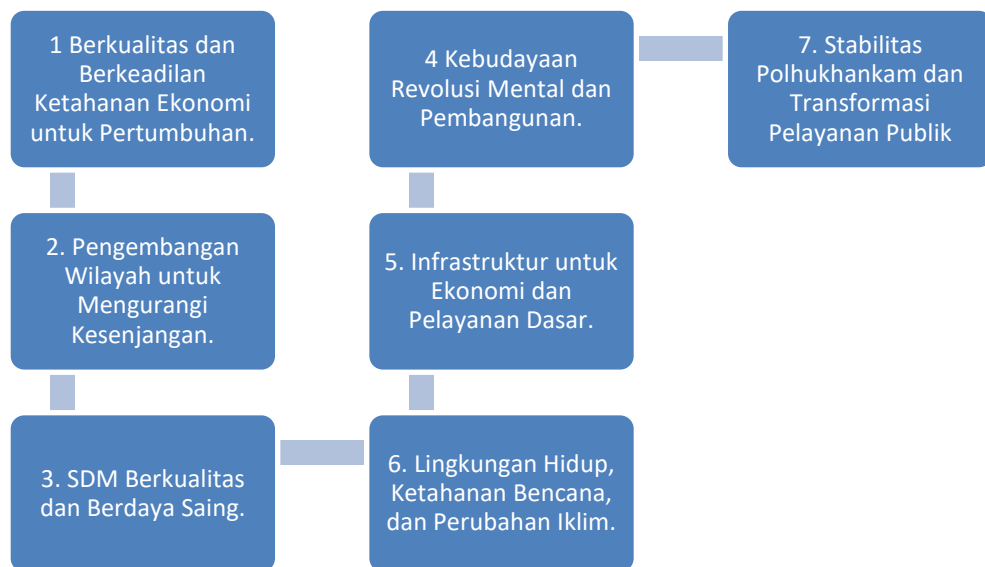 1 Berkualitas dan
Berkeadilan
Ketahanan Ekonomi
untuk Pertumbuhan.
2. Pengembangan
Wilayah untuk
Mengurangi
Kesenjangan.
3. SDM Berkualitas
dan Berdaya Saing.
4 Kebudayaan
Revolusi Mental dan
Pembangunan.
5. Infrastruktur untuk
Ekonomi dan
Pelayanan Dasar.
6. Lingkungan Hidup,
Ketahanan Bencana,
dan Perubahan Iklim.
7. Stabilitas
Polhukhankam dan
Transformasi
Pelayanan Publik